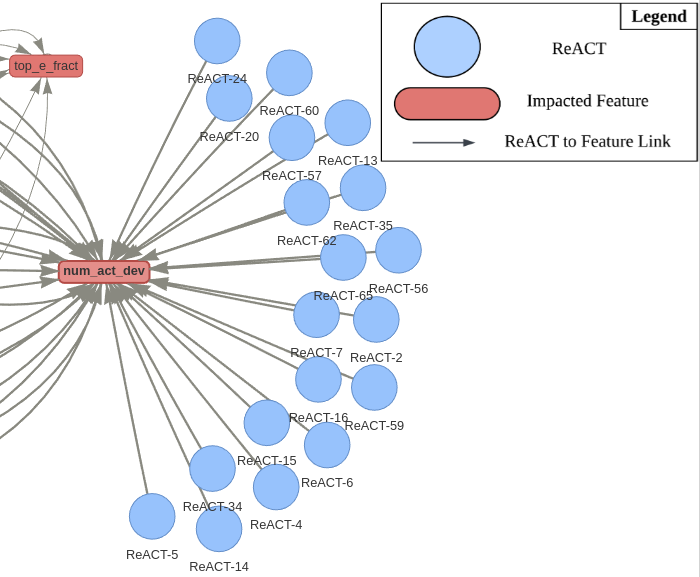 Legend
ReACT
Impacted Feature
ReACT to Feature Link
top_e_fract
num_act_dev
ReACT-24
ReACT-60
ReACT-20
ReACT-13
ReACT-57
ReACT-35
ReACT-62
ReACT-56
ReACT-65
ReACT-7
ReACT-2
ReACT-16
ReACT-59
ReACT-15
ReACT-6
ReACT-34
ReACT-4
ReACT-5
ReACT-14